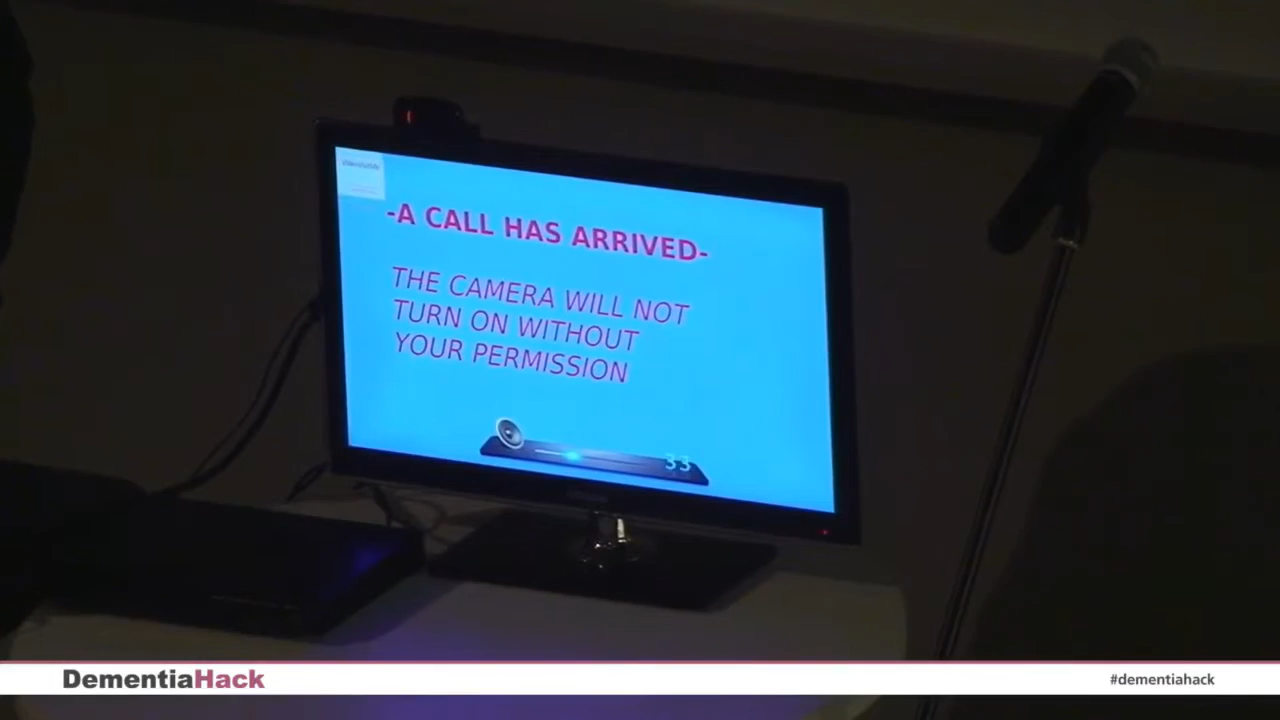 -A CALL HAS ARRIVED-
THE CAMERA WILL NOT
TURN ON WITHOUT
YOUR PERMISSION
33
DementiaHack
#dementiahack